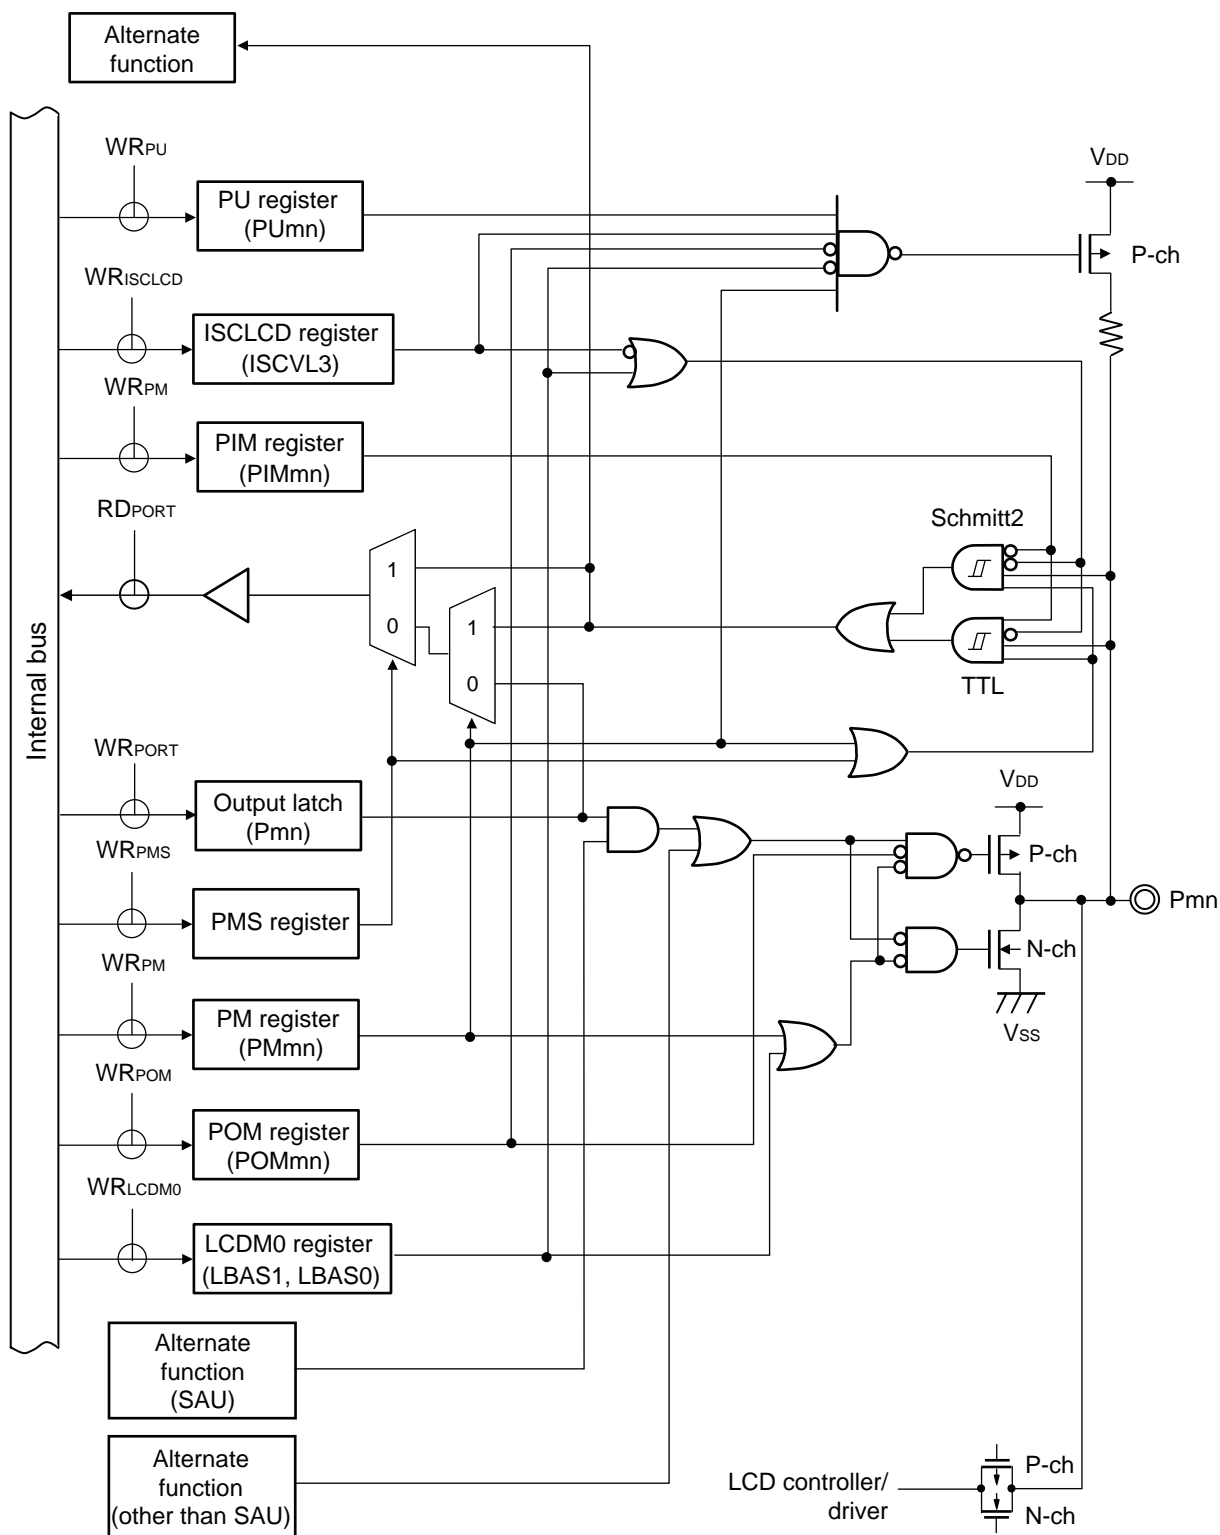 Alternate
function
WRPU
PU register
(PUmn)
VDD
P-ch
WRISCLCD
ISCLCD register
(ISCVL3)
WRPM
PIM register
(PIMmn)
RDPORT
Schmitt2
1
0
1
0
TTL
Internal bus
WRPORT
Output latch
(Pmn)
VDD
P-ch
WRPMS
PMS register
Pmn
N-ch
VSS
WRPM
PM register
(PMmn)
WRPOM
POM register
(POMmn)
WRLCDM0
LCDM0 register
(LBAS1, LBAS0)
Alternate
function
(SAU)
Alternate
function
(other than SAU)
LCD controller/
driver
P-ch
N-ch